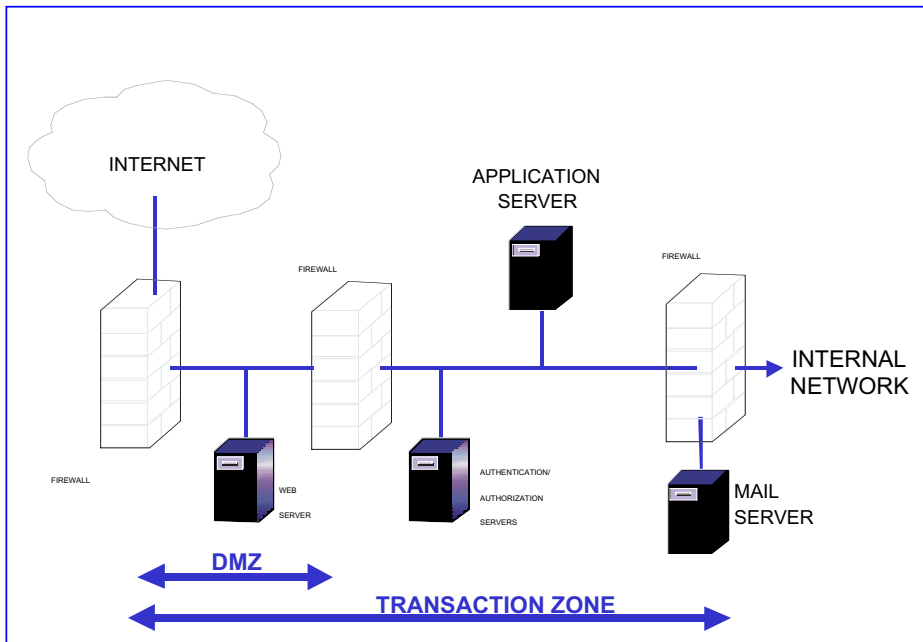 INTERNET
APPLICATION
SERVER
FIREWALL
FIREWALL
INTERNAL
NETWORK
FIREWALL
WEB
SERVER
AUTHENTICATION/
AUTHORIZATION
SERVERS
MAIL
SERVER
DMZ
TRANSACTION ZONE